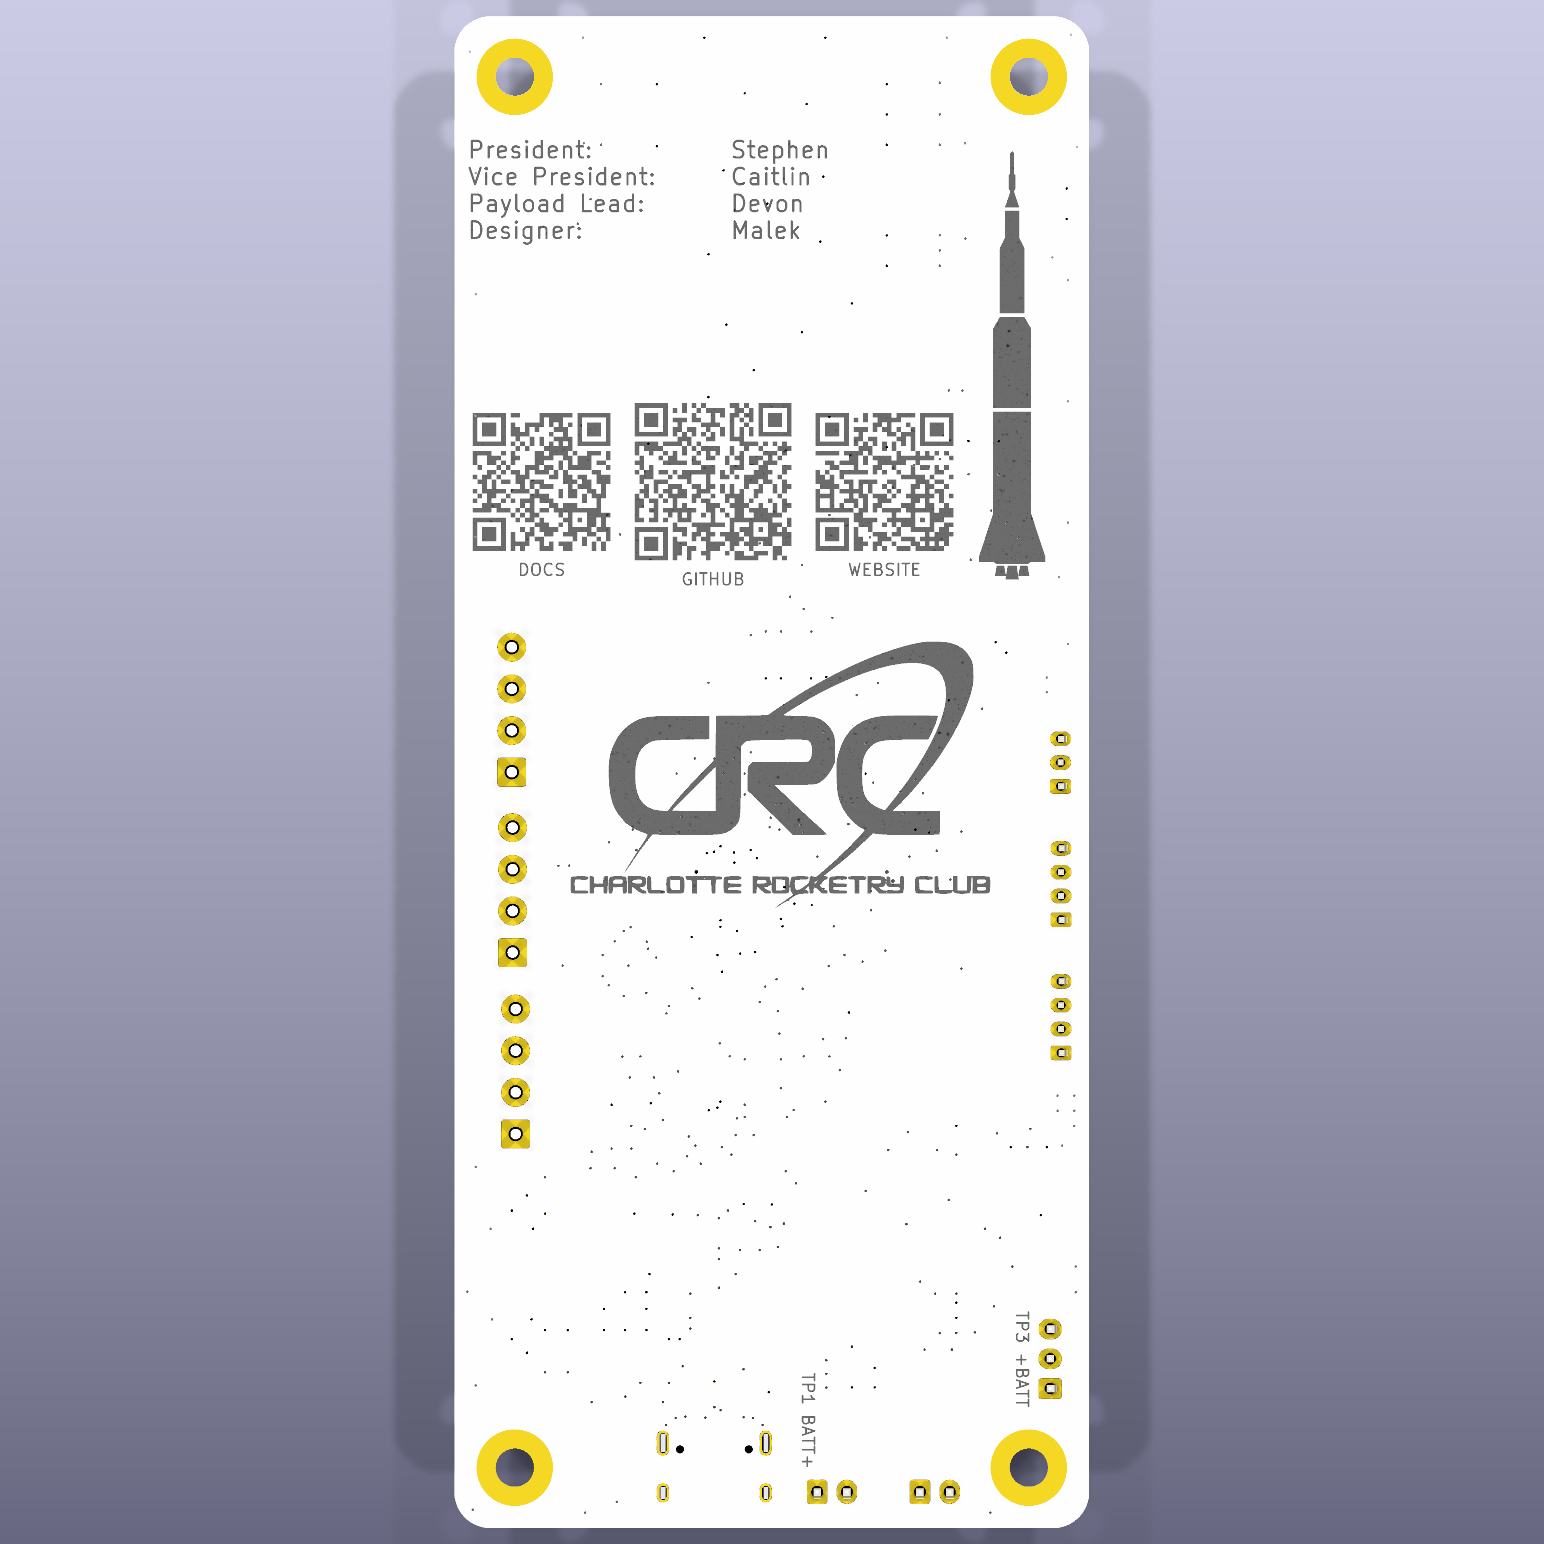 President: Stephen
Vice President: Caitlin
Payload Lead: Devon
Designer: Malek
DOCS
GITHUB
WEBSITE
CRC
CHARLOTTE ROCKETRY CLUB
TP3 +BATT
TP1 BATT+